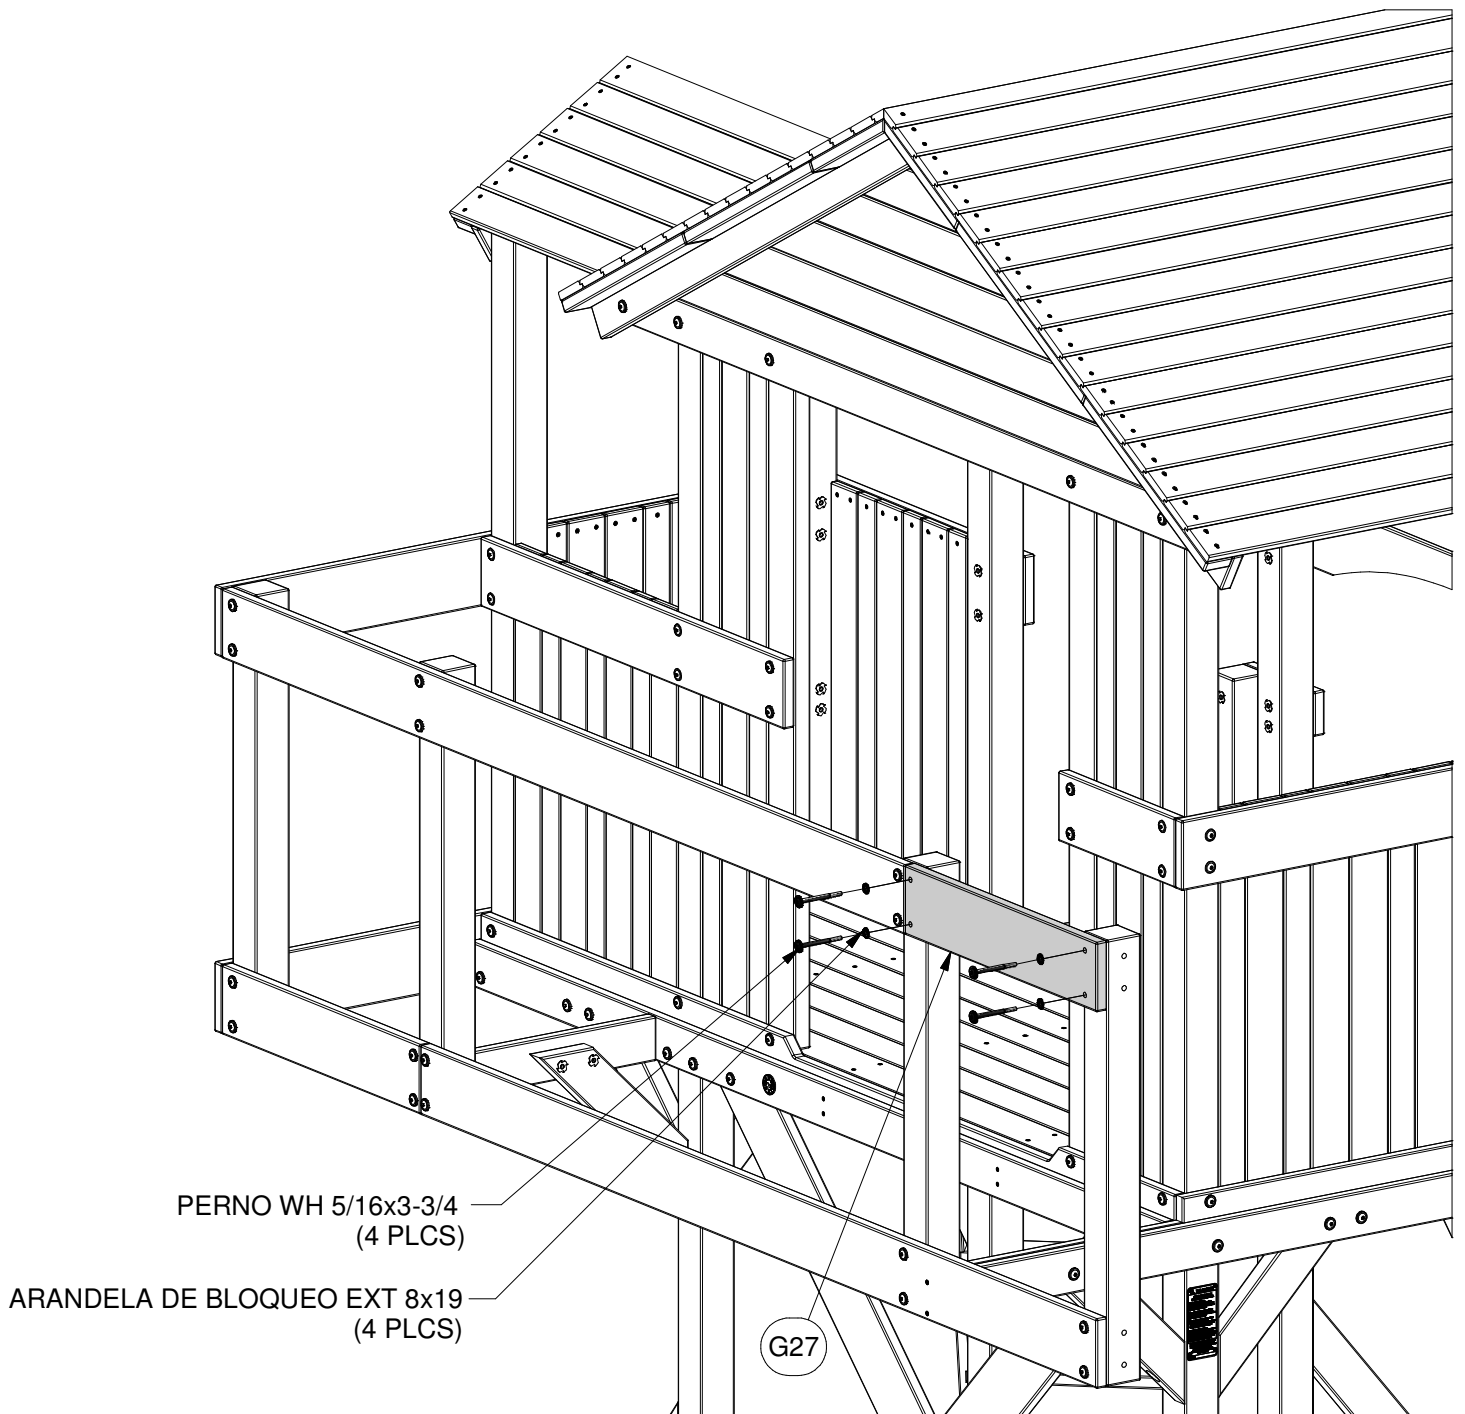 PERNO WH 5/16x3-3/4
(4 PLCS)
ARANDELA DE BLOQUEO EXT 8x19
(4 PLCS)
G27